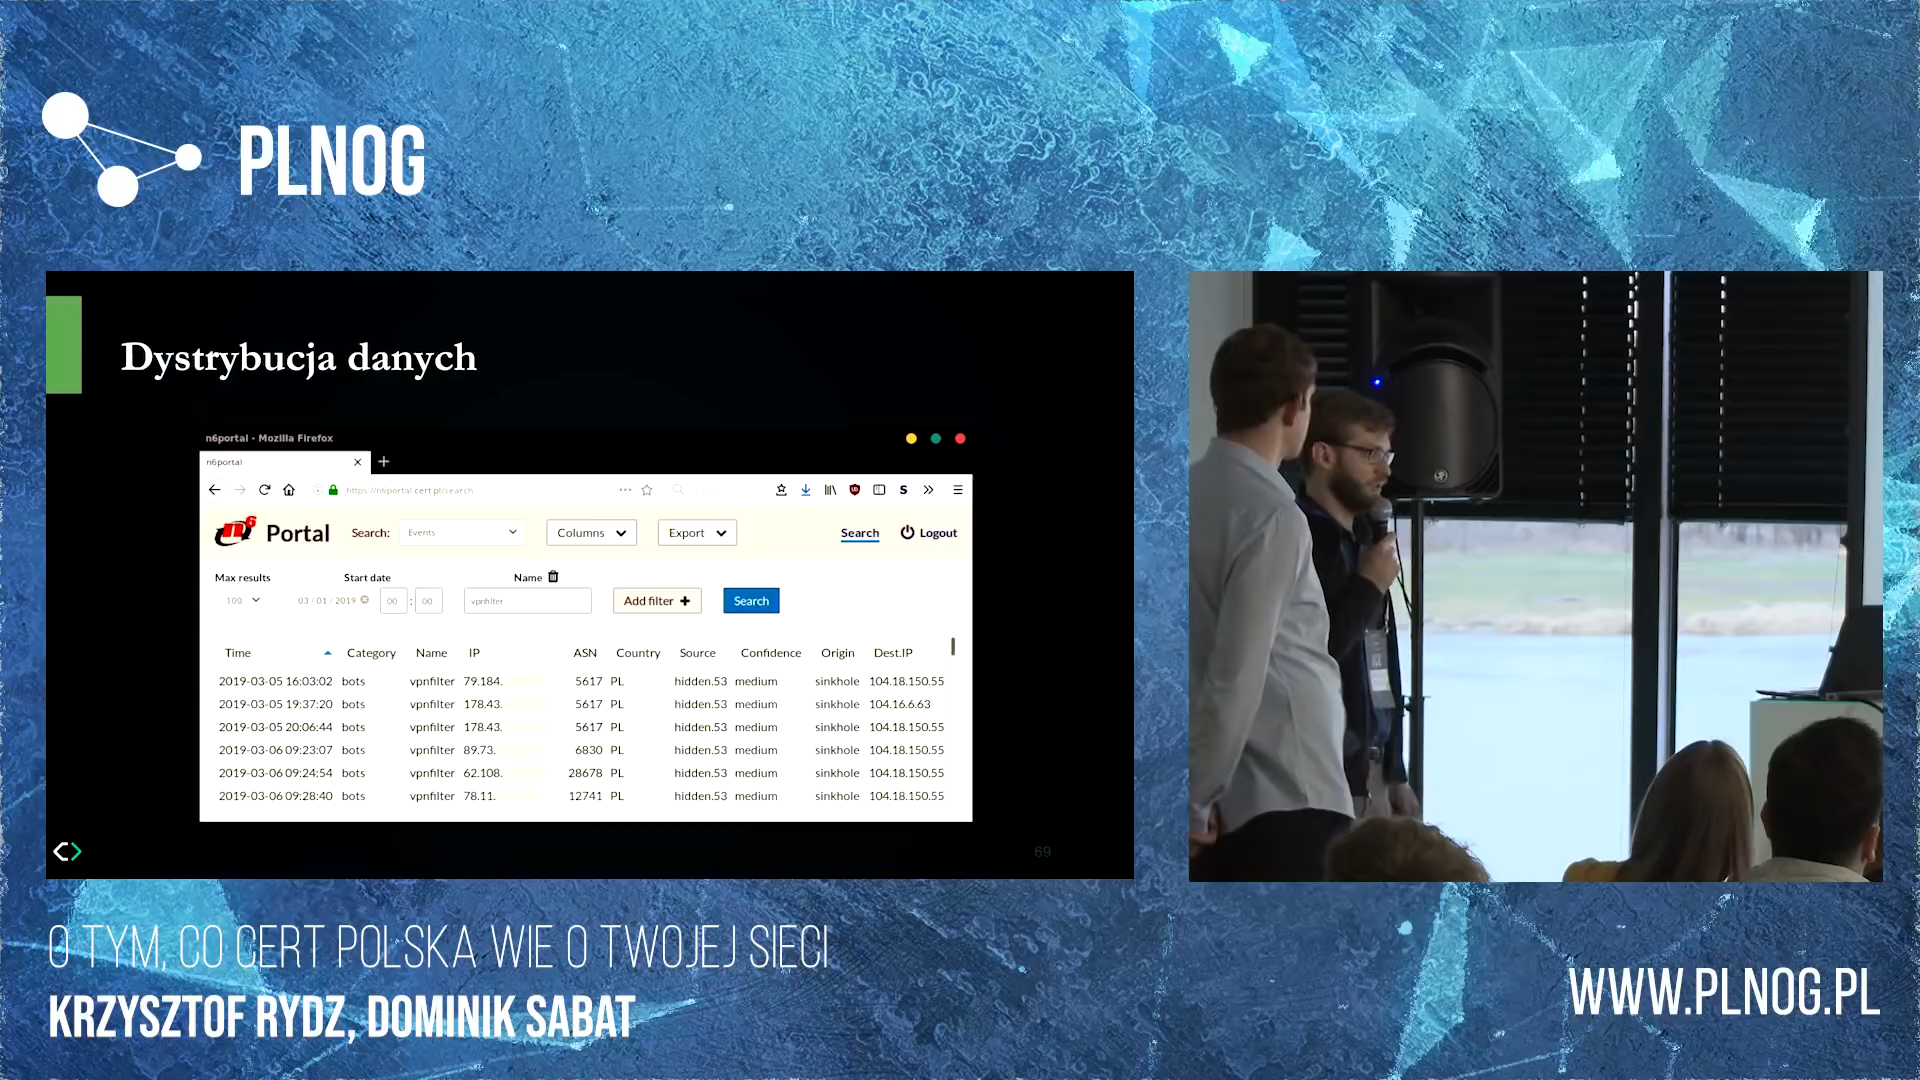 PLNOG
Dystrybucja danych
n6portal - Mozilla Firefox
n6portal
https://n6portal.cert.pl/search
n6 Portal Search: Events Columns Export Search Logout
Max results Start date Name
100 03 / 01 / 2019 00 : 00 vpnfilter Add filter Search
Time Category Name IP ASN Country Source Confidence Origin Dest.IP
2019-03-05 16:03:02 bots vpnfilter 79.184. 5617 PL hidden.53 medium sinkhole 104.18.150.55
2019-03-05 19:37:20 bots vpnfilter 178.43. 5617 PL hidden.53 medium sinkhole 104.16.6.63
2019-03-05 20:06:44 bots vpnfilter 178.43. 5617 PL hidden.53 medium sinkhole 104.18.150.55
2019-03-06 09:23:07 bots vpnfilter 89.73. 6830 PL hidden.53 medium sinkhole 104.18.150.55
2019-03-06 09:24:54 bots vpnfilter 62.108. 28678 PL hidden.53 medium sinkhole 104.18.150.55
2019-03-06 09:28:40 bots vpnfilter 78.11. 12741 PL hidden.53 medium sinkhole 104.18.150.55
69
O TYM, CO CERT POLSKA WIE O TWOJEJ SIECI
KRZYSZTOF RYDZ, DOMINIK SABAT
WWW.PLNOG.PL